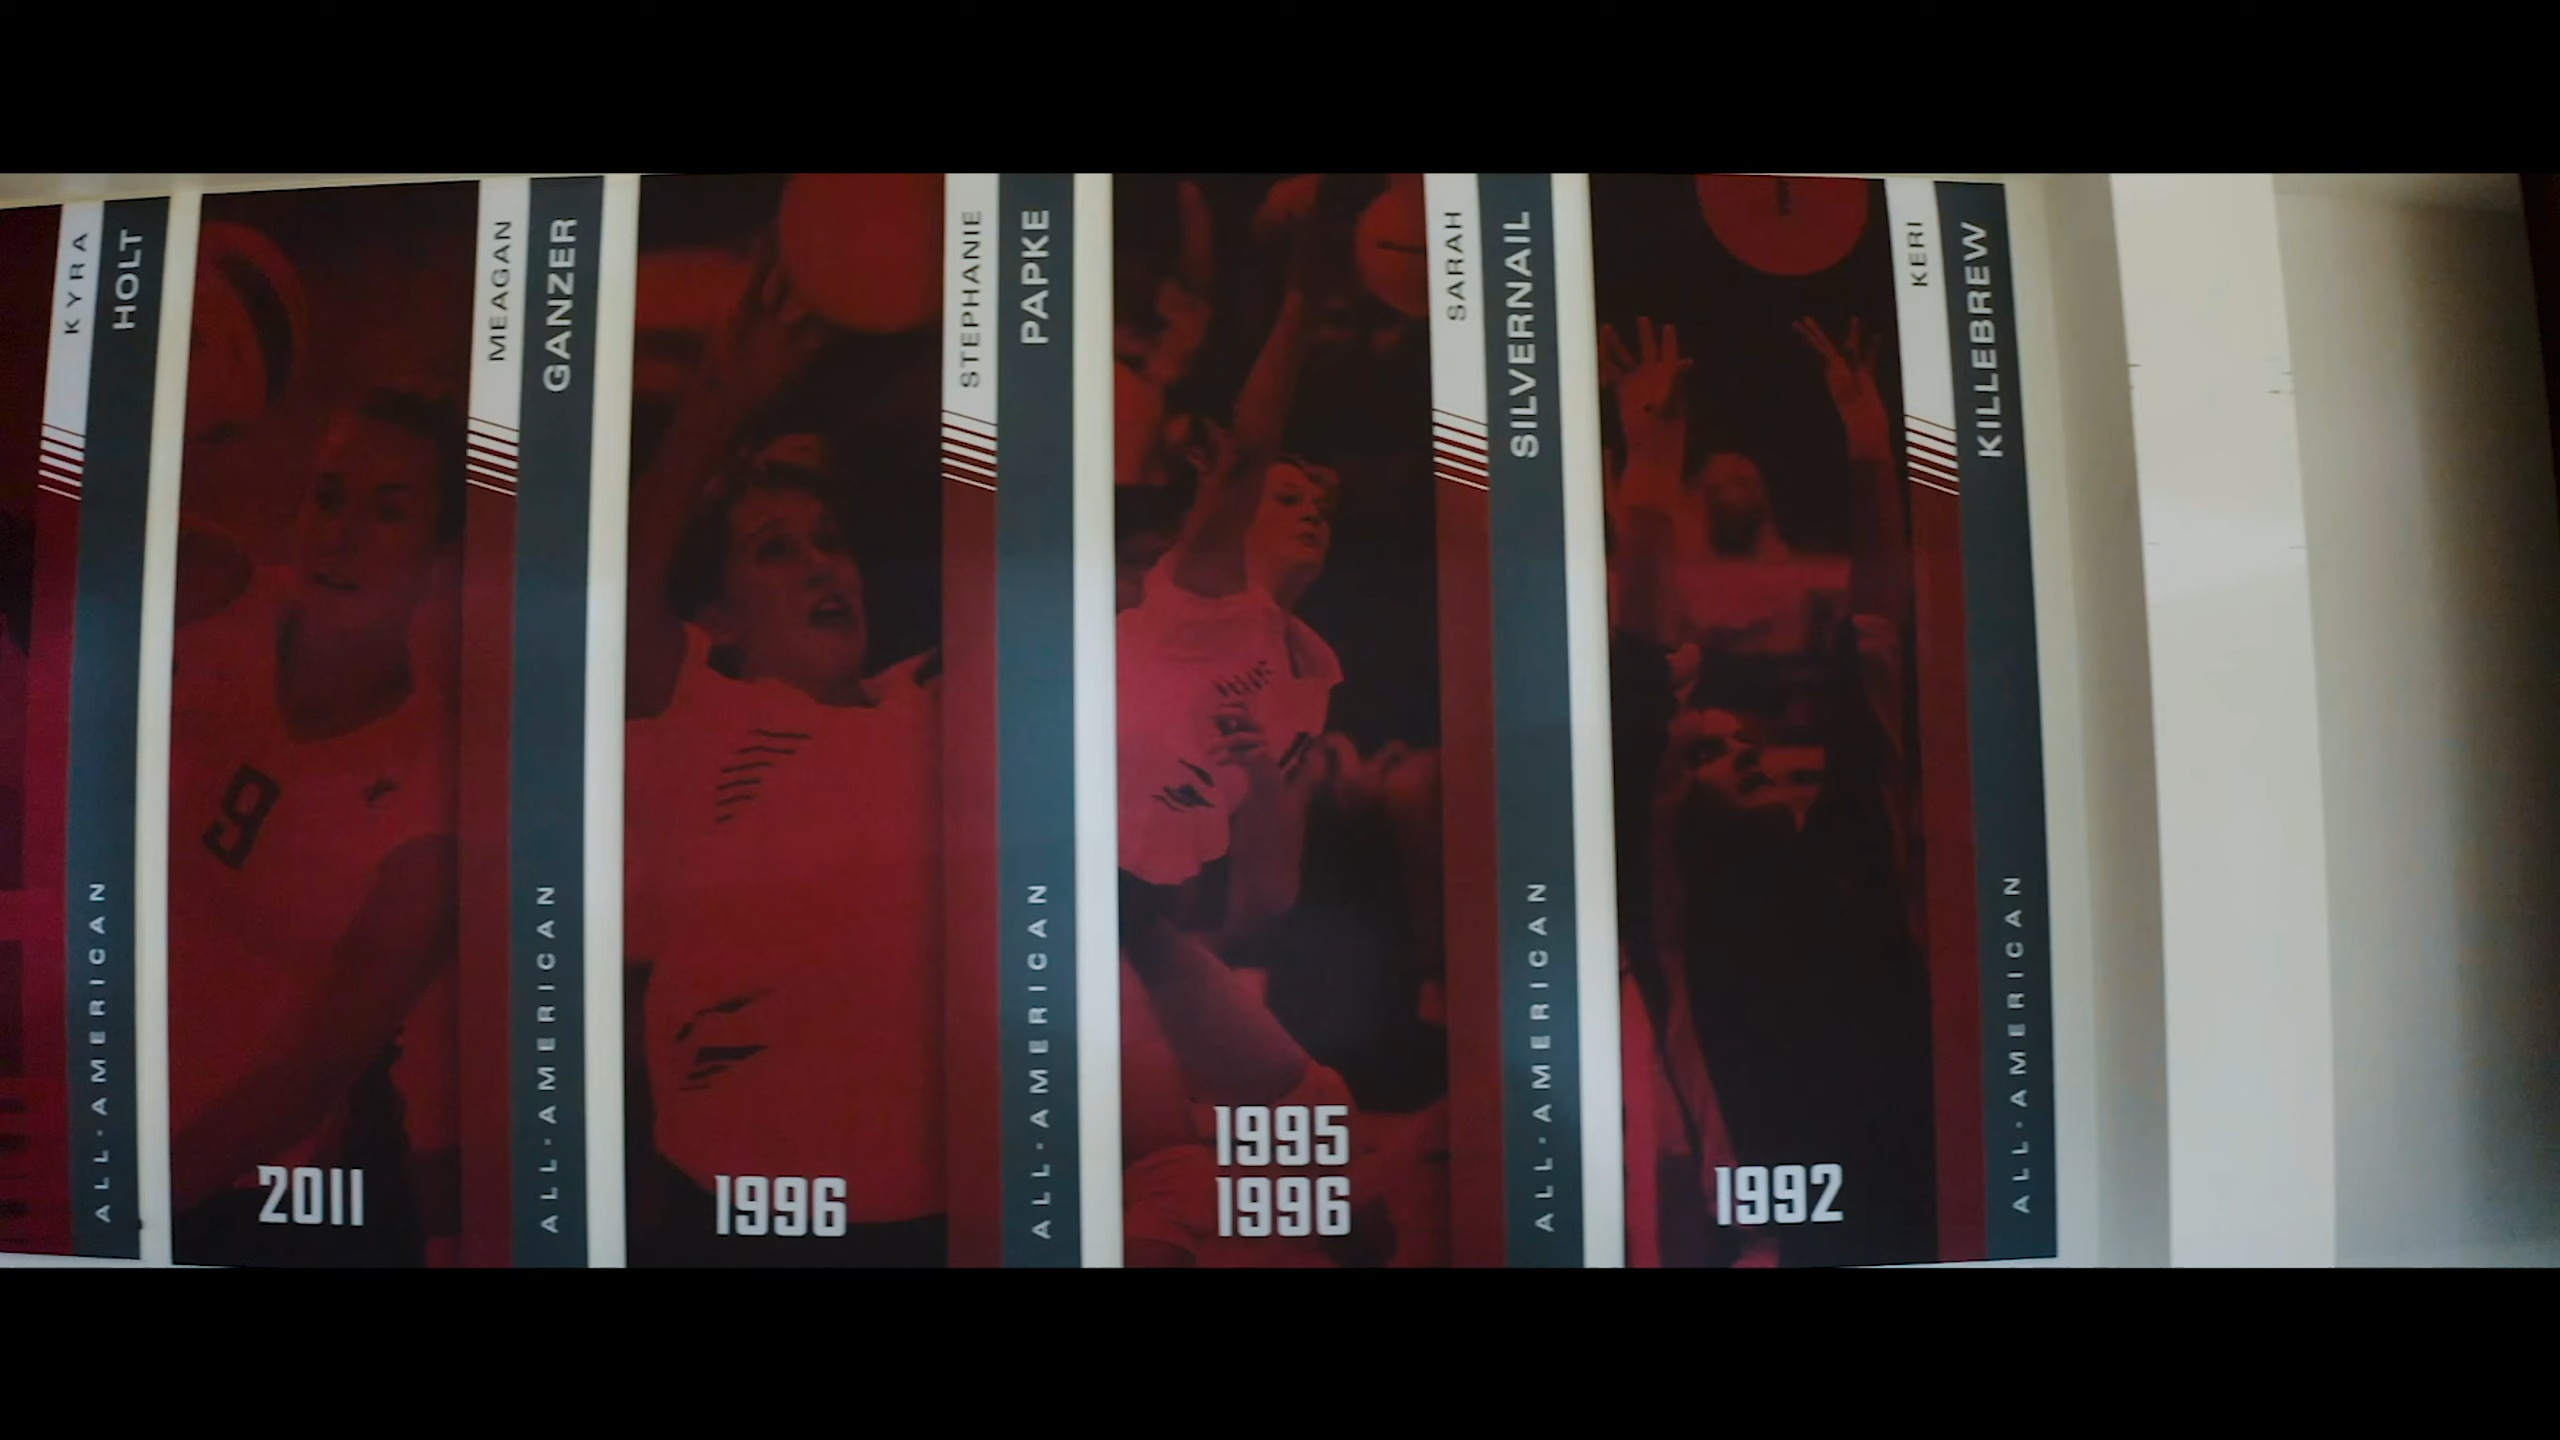 KYRA
HOLT
ALL-AMERICAN
MEAGAN
GANZER
9
2011
ALL-AMERICAN
STEPHANIE
PAPKE
1996
ALL-AMERICAN
SARAH
SILVERNAIL
1995
1996
ALL-AMERICAN
KERI
KILLEBREW
1992
ALL-AMERICAN